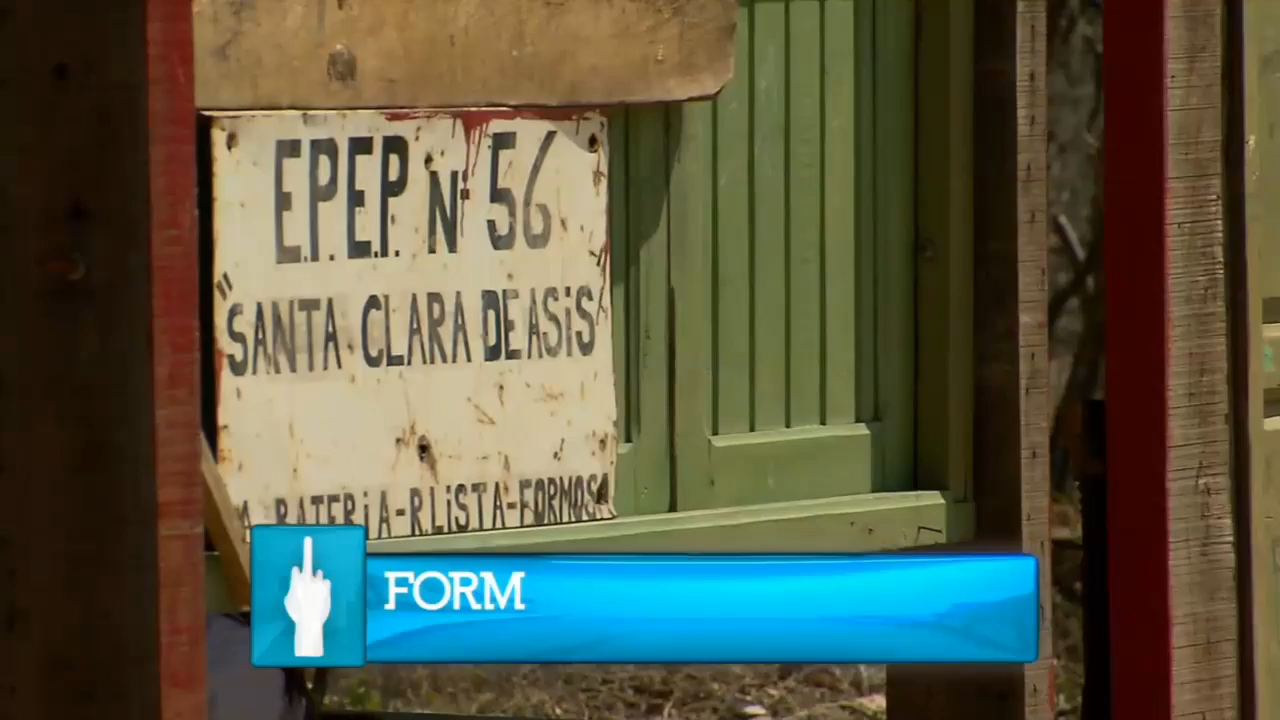 E.P.E.P. Nº 56
"SANTA CLARA DE ASiS"
BATERiA-R.LiSTA-FORMOSA
FORM